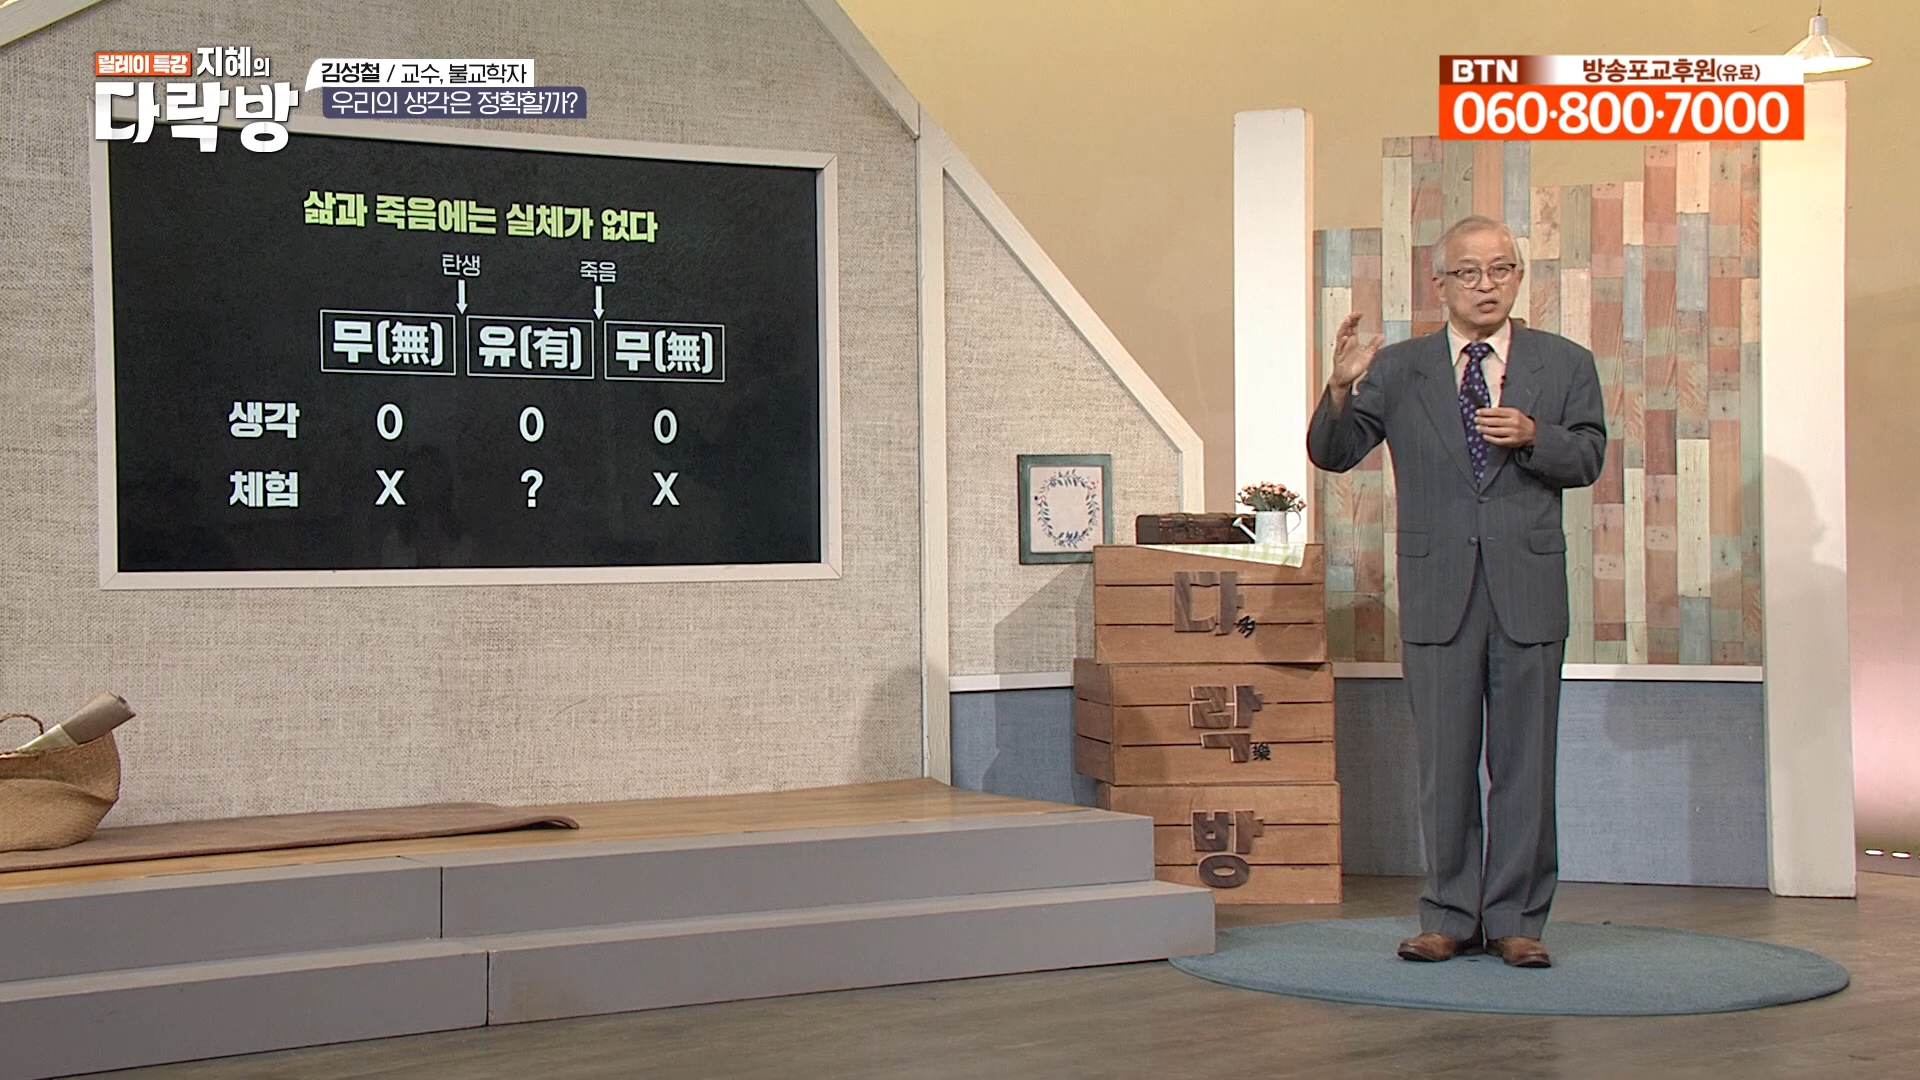 릴레이 특강 지혜의
다락방
김성철 / 교수, 불교학자
우리의 생각은 정확할까?
BTN 방송포교후원(유료)
060·800·7000
삶과 죽음에는 실체가 없다
탄생 죽음
무(無) 유(有) 무(無)
생각 O O O
체험 X ? X
다多
락樂
방